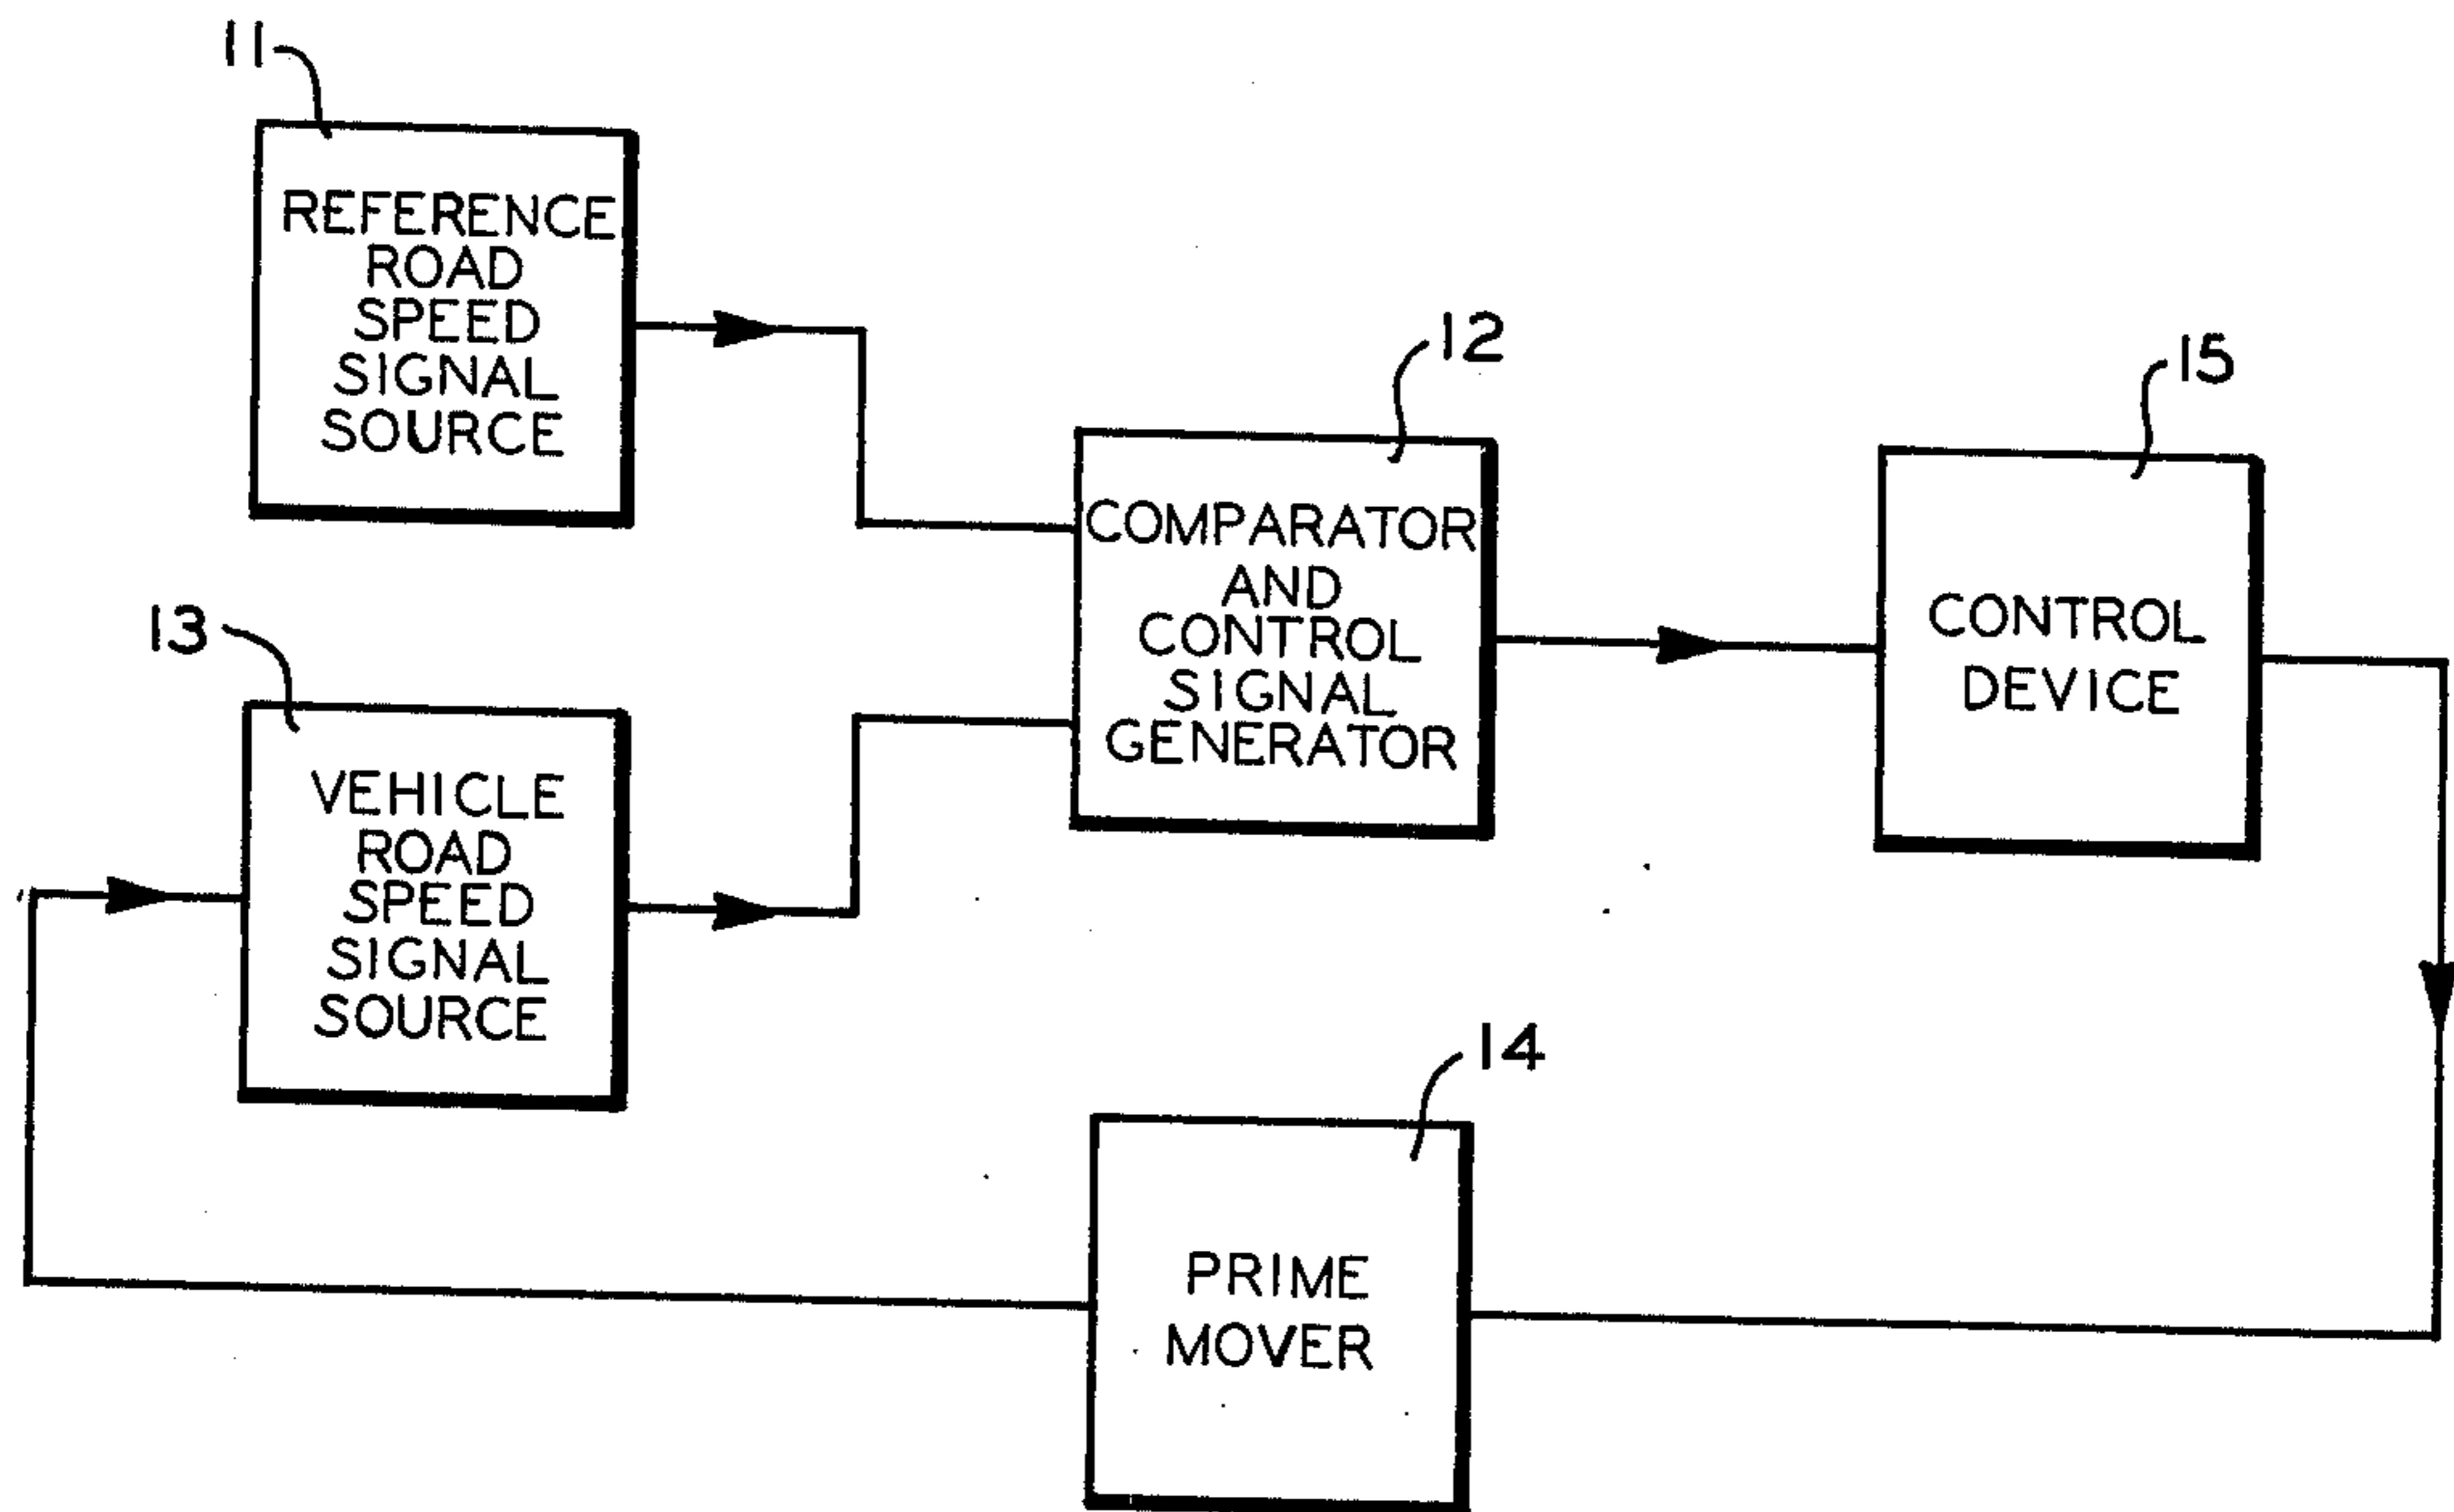 11
REFERENCE
ROAD
SPEED
SIGNAL
SOURCE
12
COMPARATOR
AND
CONTROL
SIGNAL
GENERATOR
15
CONTROL
DEVICE
13
VEHICLE
ROAD
SPEED
SIGNAL
SOURCE
14
PRIME
MOVER